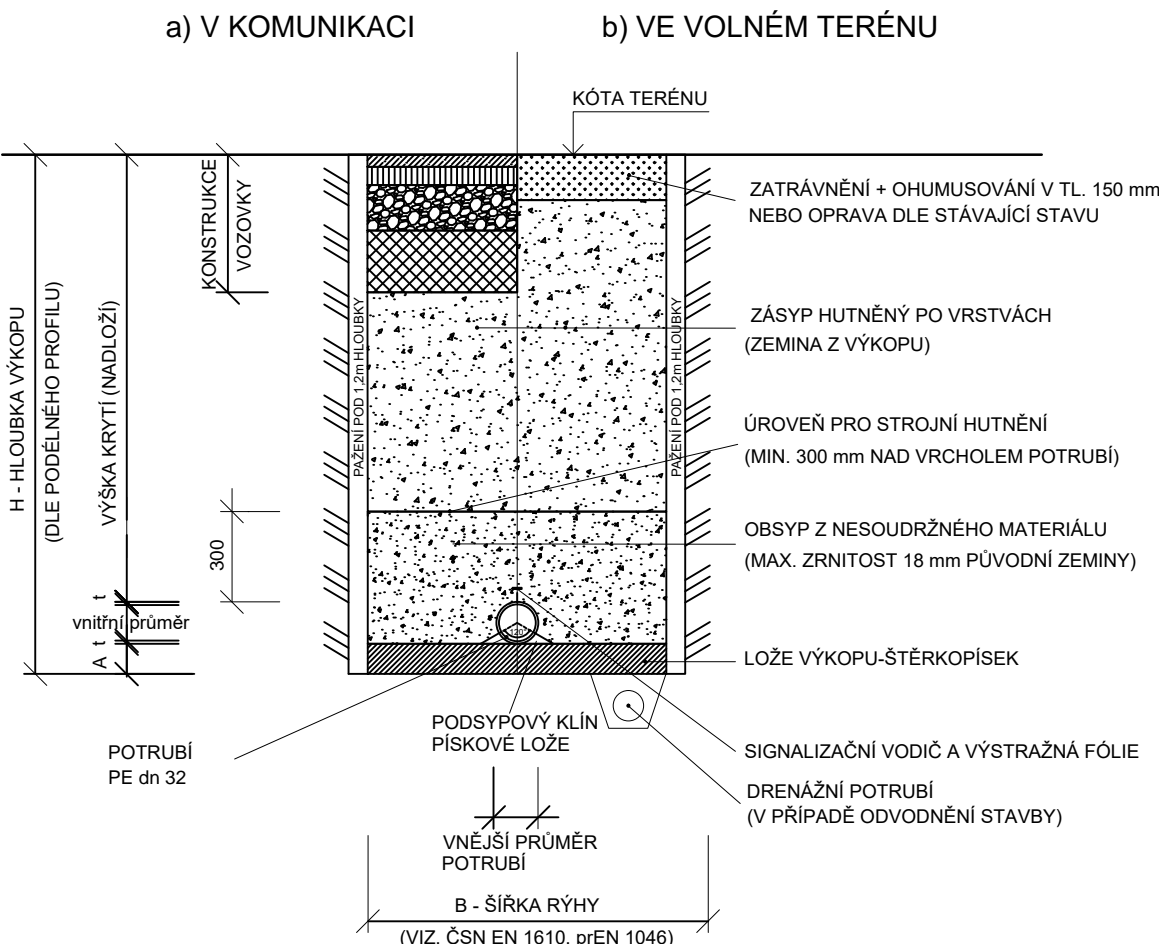 a) V KOMUNIKACI
b) VE VOLNÉM TERÉNU
KÓTA TERÉNU
KONSTRUKCE
VOZOVKY
ZATRÁVNĚNÍ + OHUMUSOVÁNÍ V TL. 150 mm
NEBO OPRAVA DLE STÁVAJÍCÍ STAVU
H - HLOUBKA VÝKOPU
(DLE PODÉLNÉHO PROFILU)
VÝŠKA KRYTÍ (NADLOŽÍ)
PAŽENÍ POD 1,2m HLOUBKY
PAŽENÍ POD 1,2m HLOUBKY
ZÁSYP HUTNĚNÝ PO VRSTVÁCH
(ZEMINA Z VÝKOPU)
ÚROVEŇ PRO STROJNÍ HUTNĚNÍ
(MIN. 300 mm NAD VRCHOLEM POTRUBÍ)
300
OBSYP Z NESOUDRŽNÉHO MATERIÁLU
(MAX. ZRNITOST 18 mm PŮVODNÍ ZEMINY)
t
vnitřní průměr
t
A
120°
LOŽE VÝKOPU-ŠTĚRKOPÍSEK
PODSYPOVÝ KLÍN
PÍSKOVÉ LOŽE
POTRUBÍ
PE dn 32
SIGNALIZAČNÍ VODIČ A VÝSTRAŽNÁ FÓLIE
DRENÁŽNÍ POTRUBÍ
(V PŘÍPADĚ ODVODNĚNÍ STAVBY)
VNĚJŠÍ PRŮMĚR
POTRUBÍ
B - ŠÍŘKA RÝHY
(VIZ. ČSN EN 1610, prEN 1046)